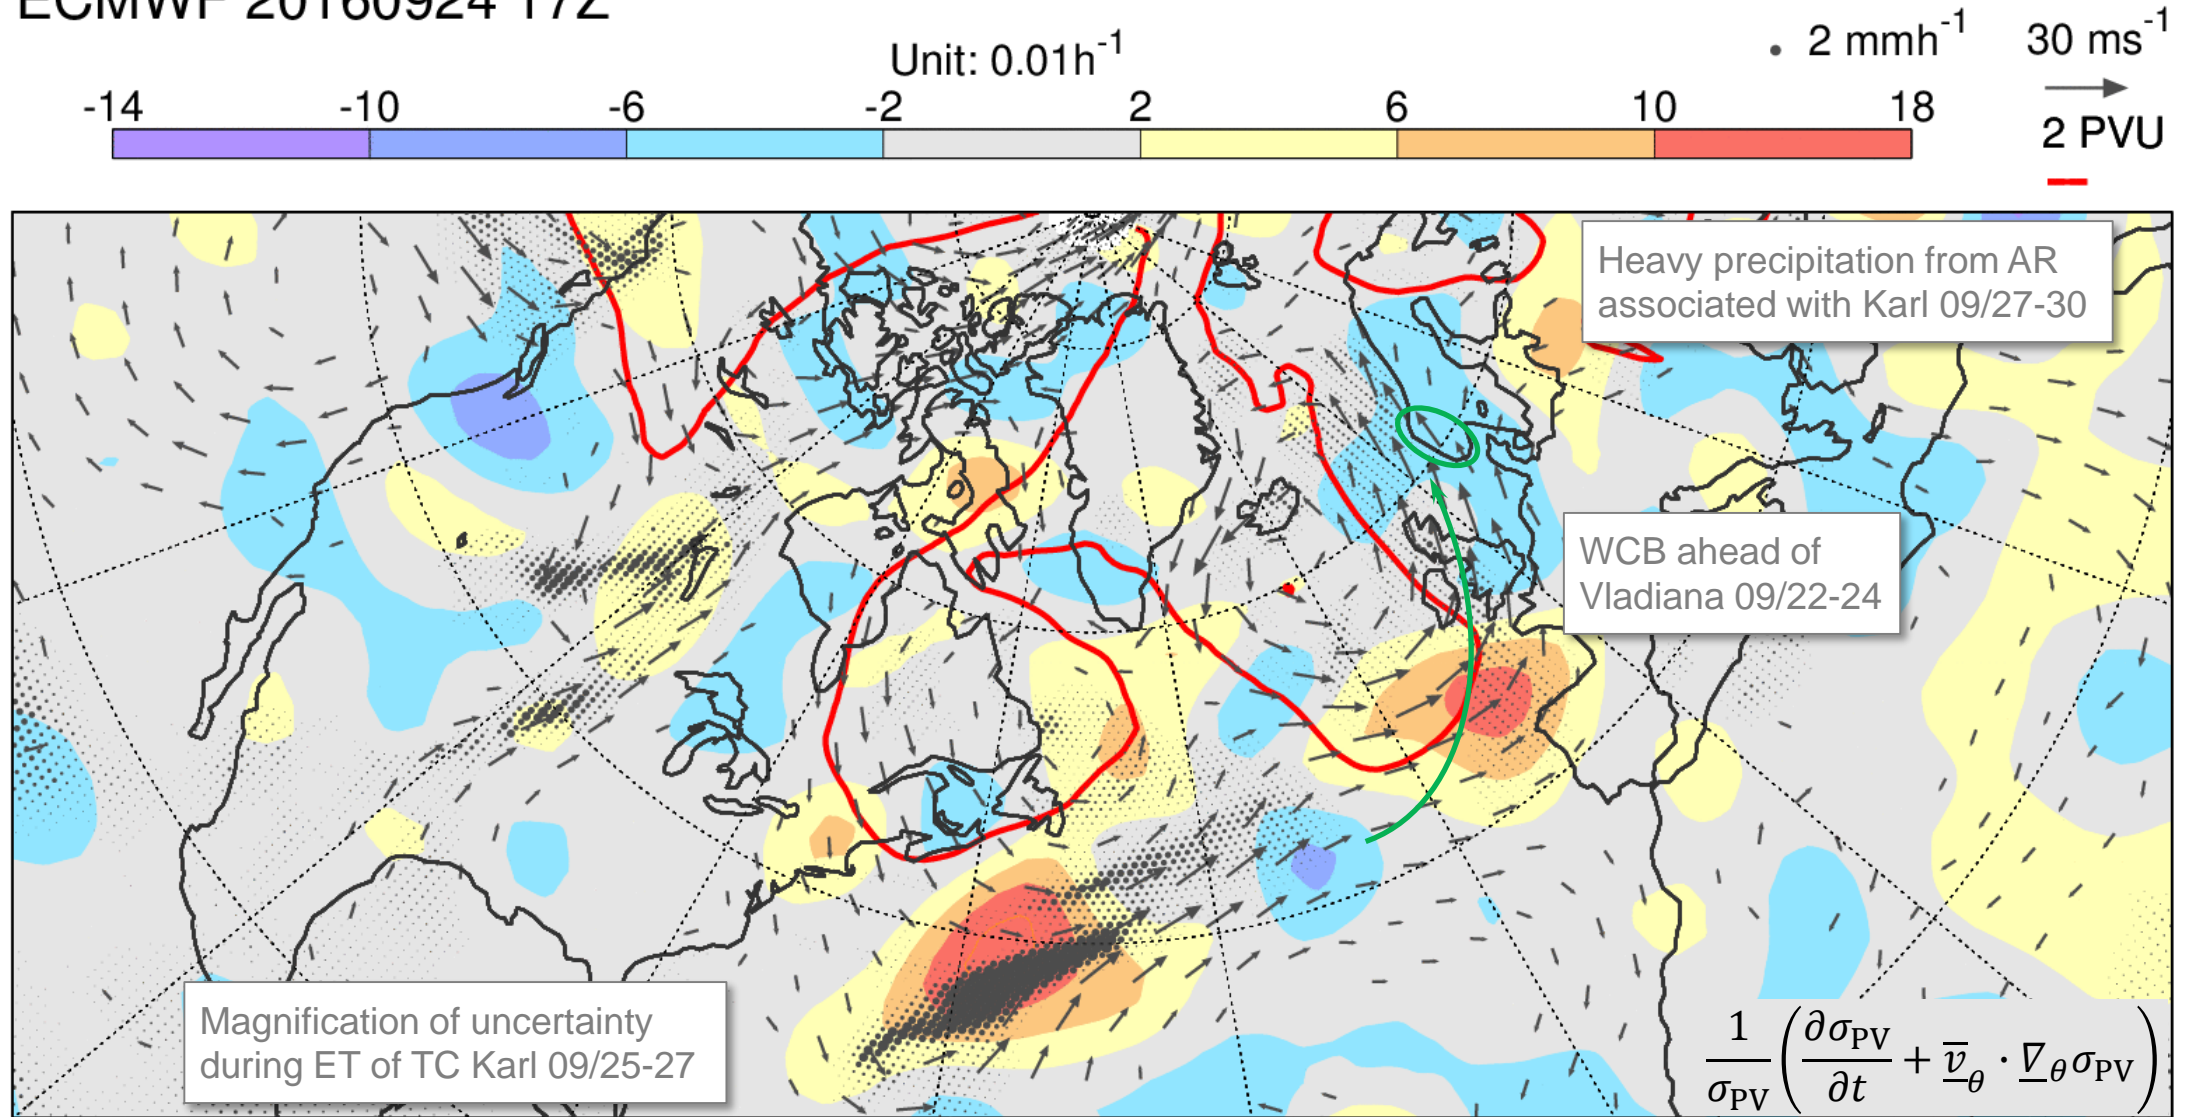 ECMWF 20160924 17Z
Unit: 0.01h⁻¹
2 mmh⁻¹
30 ms⁻¹
-14 -10 -6 -2 2 6 10 18
2 PVU
Heavy precipitation from AR
associated with Karl 09/27-30
WCB ahead of
Vladiana 09/22-24
Magnification of uncertainty
during ET of TC Karl 09/25-27
1/σ_PV (∂σ_PV/∂t + v̲̅_θ · ∇̲_θ σ_PV)